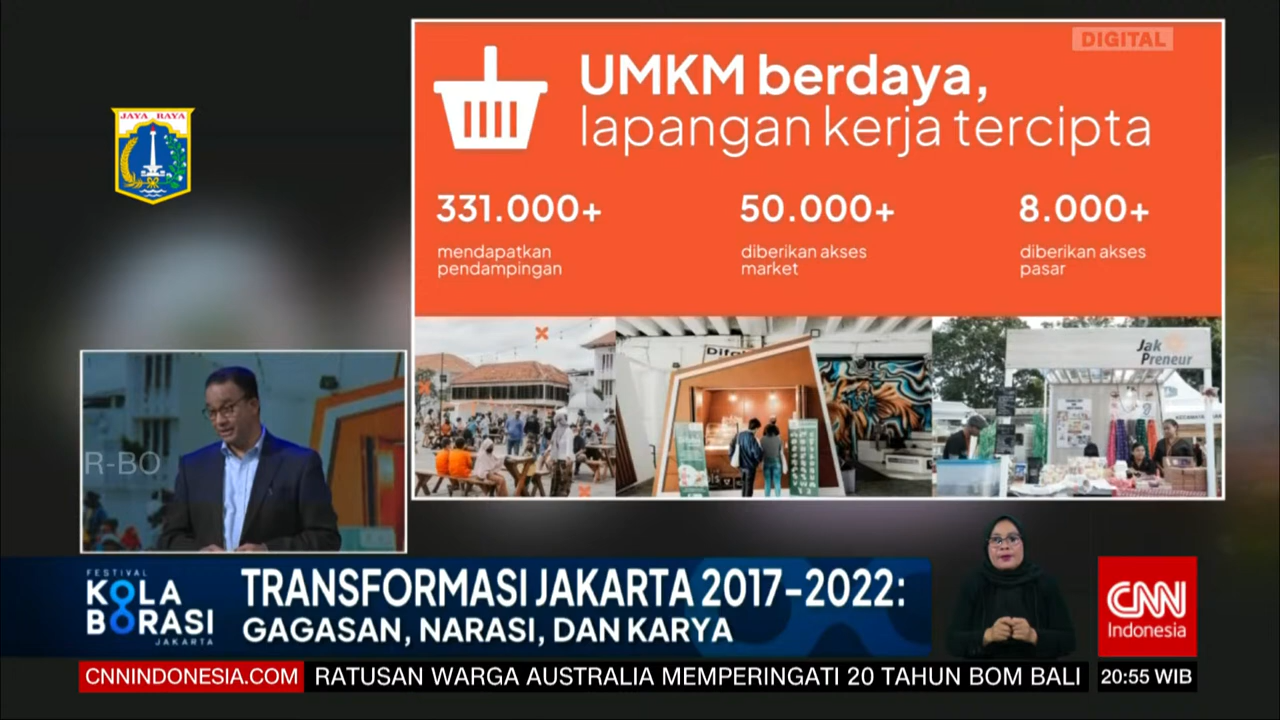 DIGITAL
JAYA RAYA
UMKM berdaya,
lapangan kerja tercipta
331.000+
mendapatkan
pendampingan
50.000+
diberikan akses
market
8.000+
diberikan akses
pasar
Jak
Preneur
R-BO
FESTIVAL
KOLA
BORASI
JAKARTA
TRANSFORMASI JAKARTA 2017-2022:
GAGASAN, NARASI, DAN KARYA
CNN
Indonesia
CNNINDONESIA.COM
RATUSAN WARGA AUSTRALIA MEMPERINGATI 20 TAHUN BOM BALI
20:55 WIB